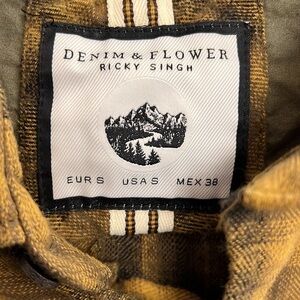 DENIM & FLOWER
RICKY SINGH
EUR S USA S MEX 38